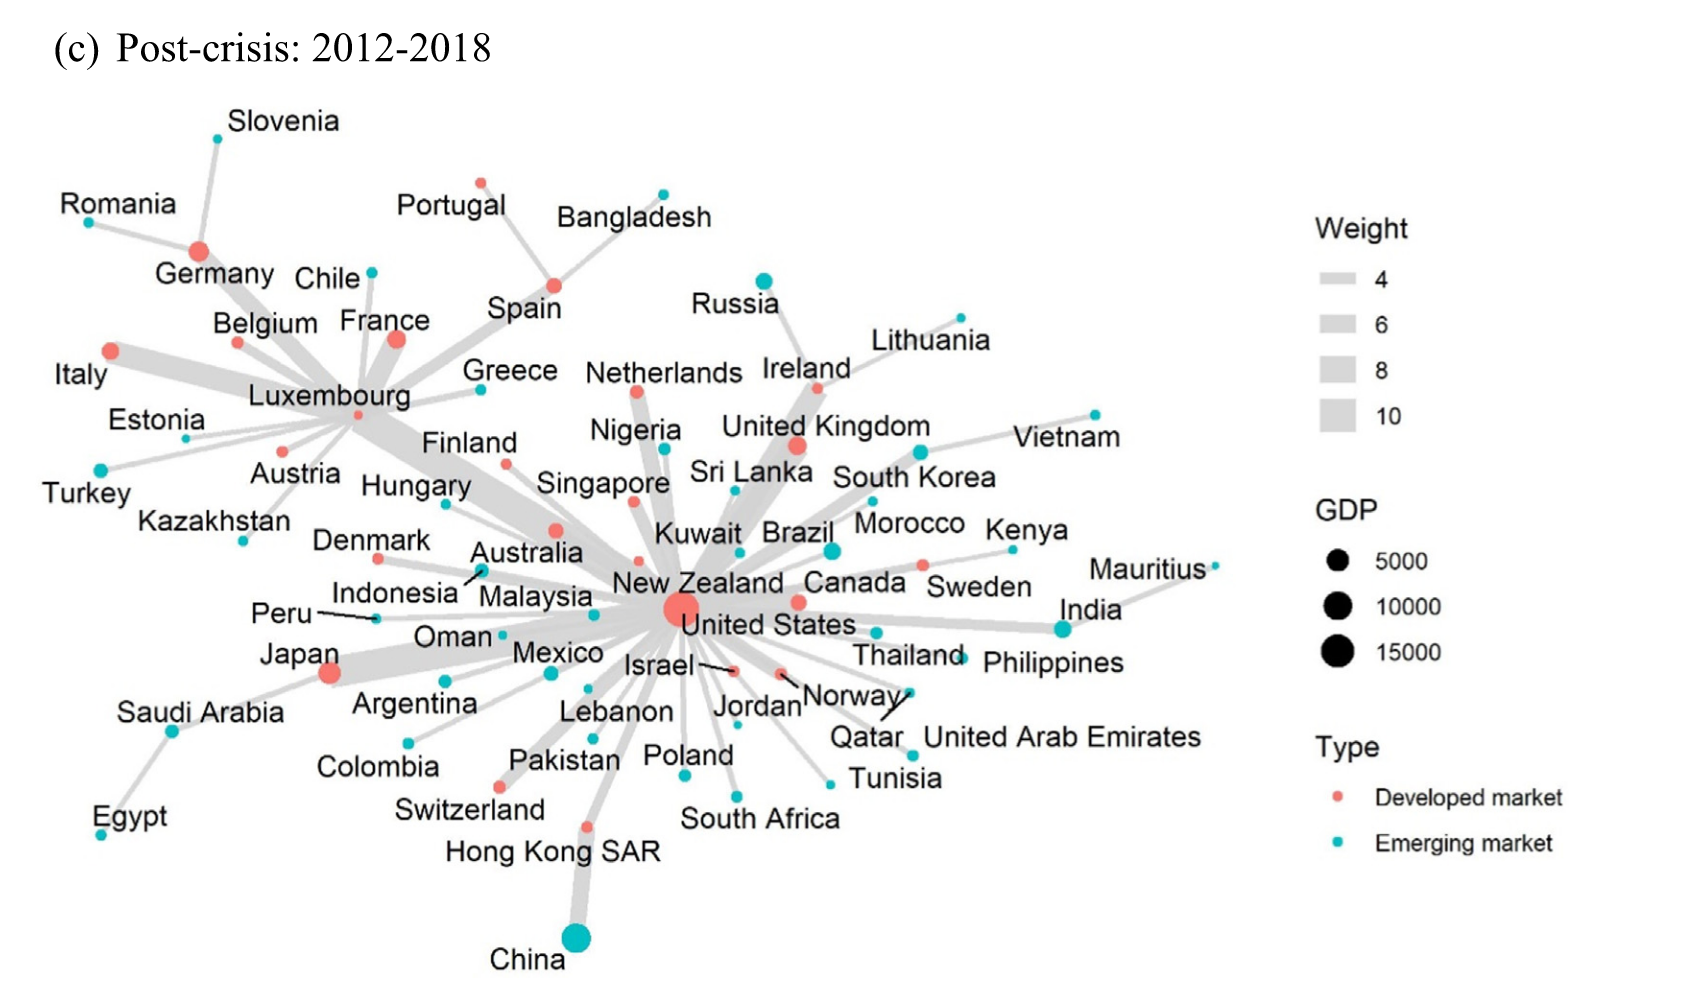 (c) Post-crisis: 2012-2018
Slovenia
Romania
Portugal
Bangladesh
Germany
Chile
Spain
Russia
Belgium
France
Lithuania
Italy
Greece
Netherlands
Ireland
Luxembourg
Estonia
Finland
Nigeria
United Kingdom
Vietnam
Austria
Singapore
Sri Lanka
South Korea
Turkey
Hungary
Kazakhstan
Denmark
Australia
Kuwait
Brazil
Morocco
Kenya
Indonesia
Malaysia
New Zealand
Canada
Sweden
Mauritius
Peru
Oman
United States
India
Japan
Mexico
Israel
Thailand
Philippines
Saudi Arabia
Argentina
Lebanon
Jordan
Norway
Colombia
Pakistan
Poland
Qatar
United Arab Emirates
Tunisia
Switzerland
South Africa
Egypt
Hong Kong SAR
China
Weight
4
6
8
10
GDP
5000
10000
15000
Type
Developed market
Emerging market